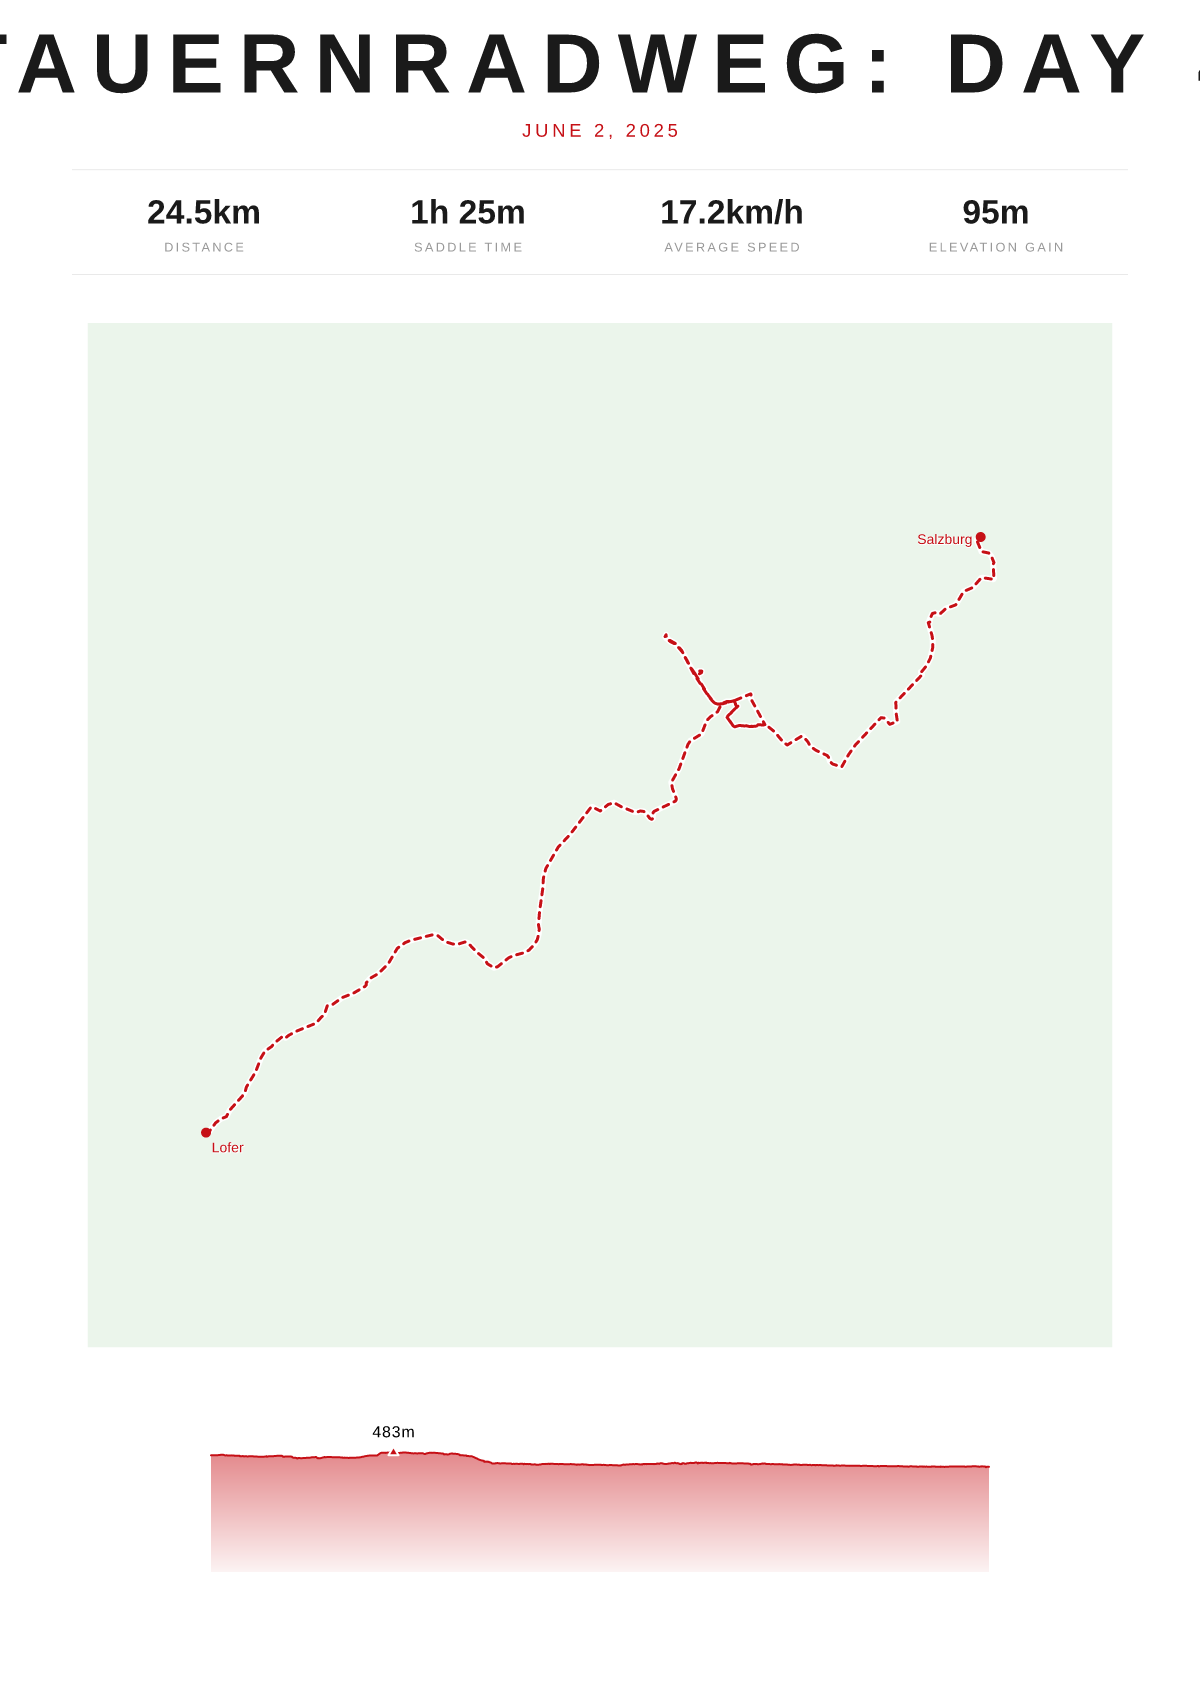 TAUERNRADWEG: DAY
JUNE 2, 2025
24.5km 1h 25m 17.2km/h 95m
DISTANCE SADDLE TIME AVERAGE SPEED ELEVATION GAIN
Salzburg
Lofer
483m